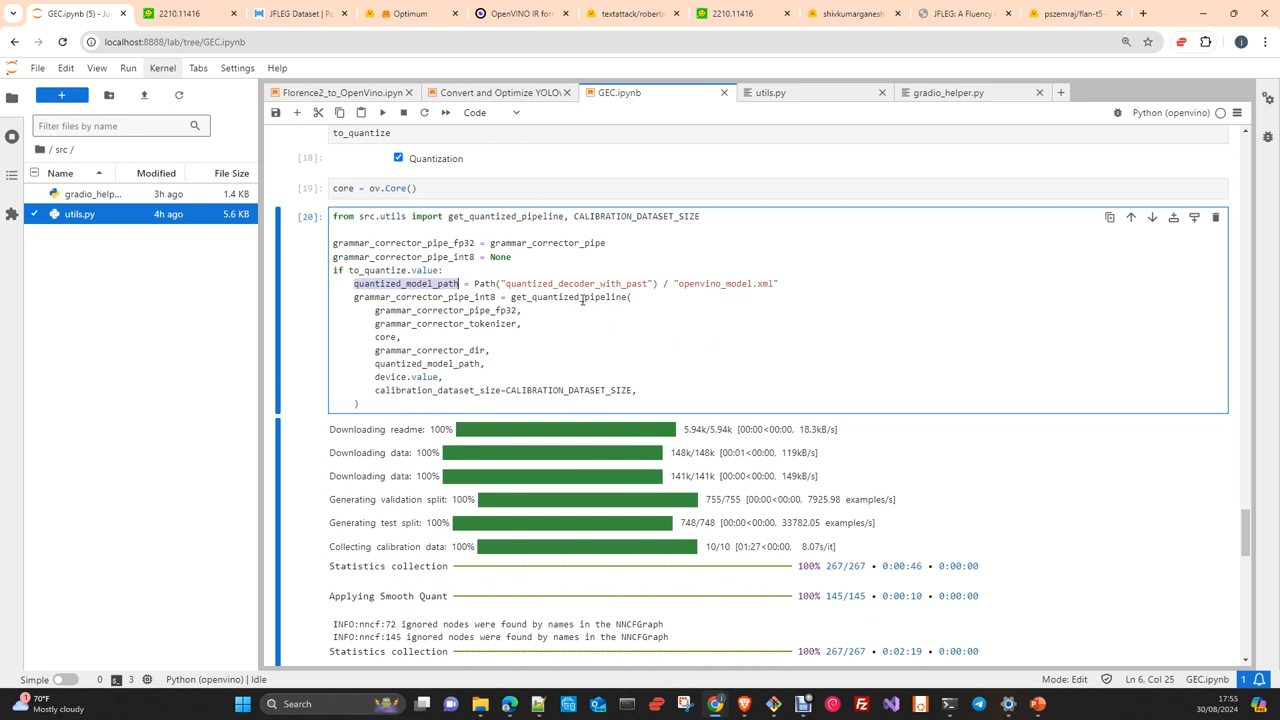 GEC.ipynb (5) - JupyterLab
2210.11416
JFLEG Dataset | Pa
Optimum
OpenVINO IR for
textattack/roberta
2210.11416
shivkumarganesh
JFLEG: A Fluency C
pszemraj/flan-t5-
localhost:8888/lab/tree/GEC.ipynb
File Edit View Run Kernel Tabs Settings Help
Florence2_to_OpenVino.ipyn
Convert and Optimize YOLOv
GEC.ipynb
utils.py
gradio_helper.py
Code
Python (openvino)
Filter files by name
/ src /
Name Modified File Size
gradio_help... 3h ago 1.4 KB
utils.py 4h ago 5.6 KB
to_quantize
[18]:
Quantization
[19]: core = ov.Core()
[20]: from src.utils import get_quantized_pipeline, CALIBRATION_DATASET_SIZE
grammar_corrector_pipe_fp32 = grammar_corrector_pipe
grammar_corrector_pipe_int8 = None
if to_quantize.value:
quantized_model_path = Path("quantized_decoder_with_past") / "openvino_model.xml"
grammar_corrector_pipe_int8 = get_quantized_pipeline(
grammar_corrector_pipe_fp32,
grammar_corrector_tokenizer,
core,
grammar_corrector_dir,
quantized_model_path,
device.value,
calibration_dataset_size=CALIBRATION_DATASET_SIZE,
)
Downloading readme: 100% 5.94k/5.94k [00:00<00:00, 18.3kB/s]
Downloading data: 100% 148k/148k [00:01<00:00, 119kB/s]
Downloading data: 100% 141k/141k [00:00<00:00, 149kB/s]
Generating validation split: 100% 755/755 [00:00<00:00, 7925.98 examples/s]
Generating test split: 100% 748/748 [00:00<00:00, 33782.05 examples/s]
Collecting calibration data: 100% 10/10 [01:27<00:00, 8.07s/it]
Statistics collection 100% 267/267 • 0:00:46 • 0:00:00
Applying Smooth Quant 100% 145/145 • 0:00:10 • 0:00:00
INFO:nncf:72 ignored nodes were found by names in the NNCFGraph
INFO:nncf:145 ignored nodes were found by names in the NNCFGraph
Statistics collection 100% 267/267 • 0:02:19 • 0:00:00
Simple 0 3 Python (openvino) | Idle
Mode: Edit Ln 6, Col 25 GEC.ipynb 1
70°F
Mostly cloudy
Search
17:55
30/08/2024